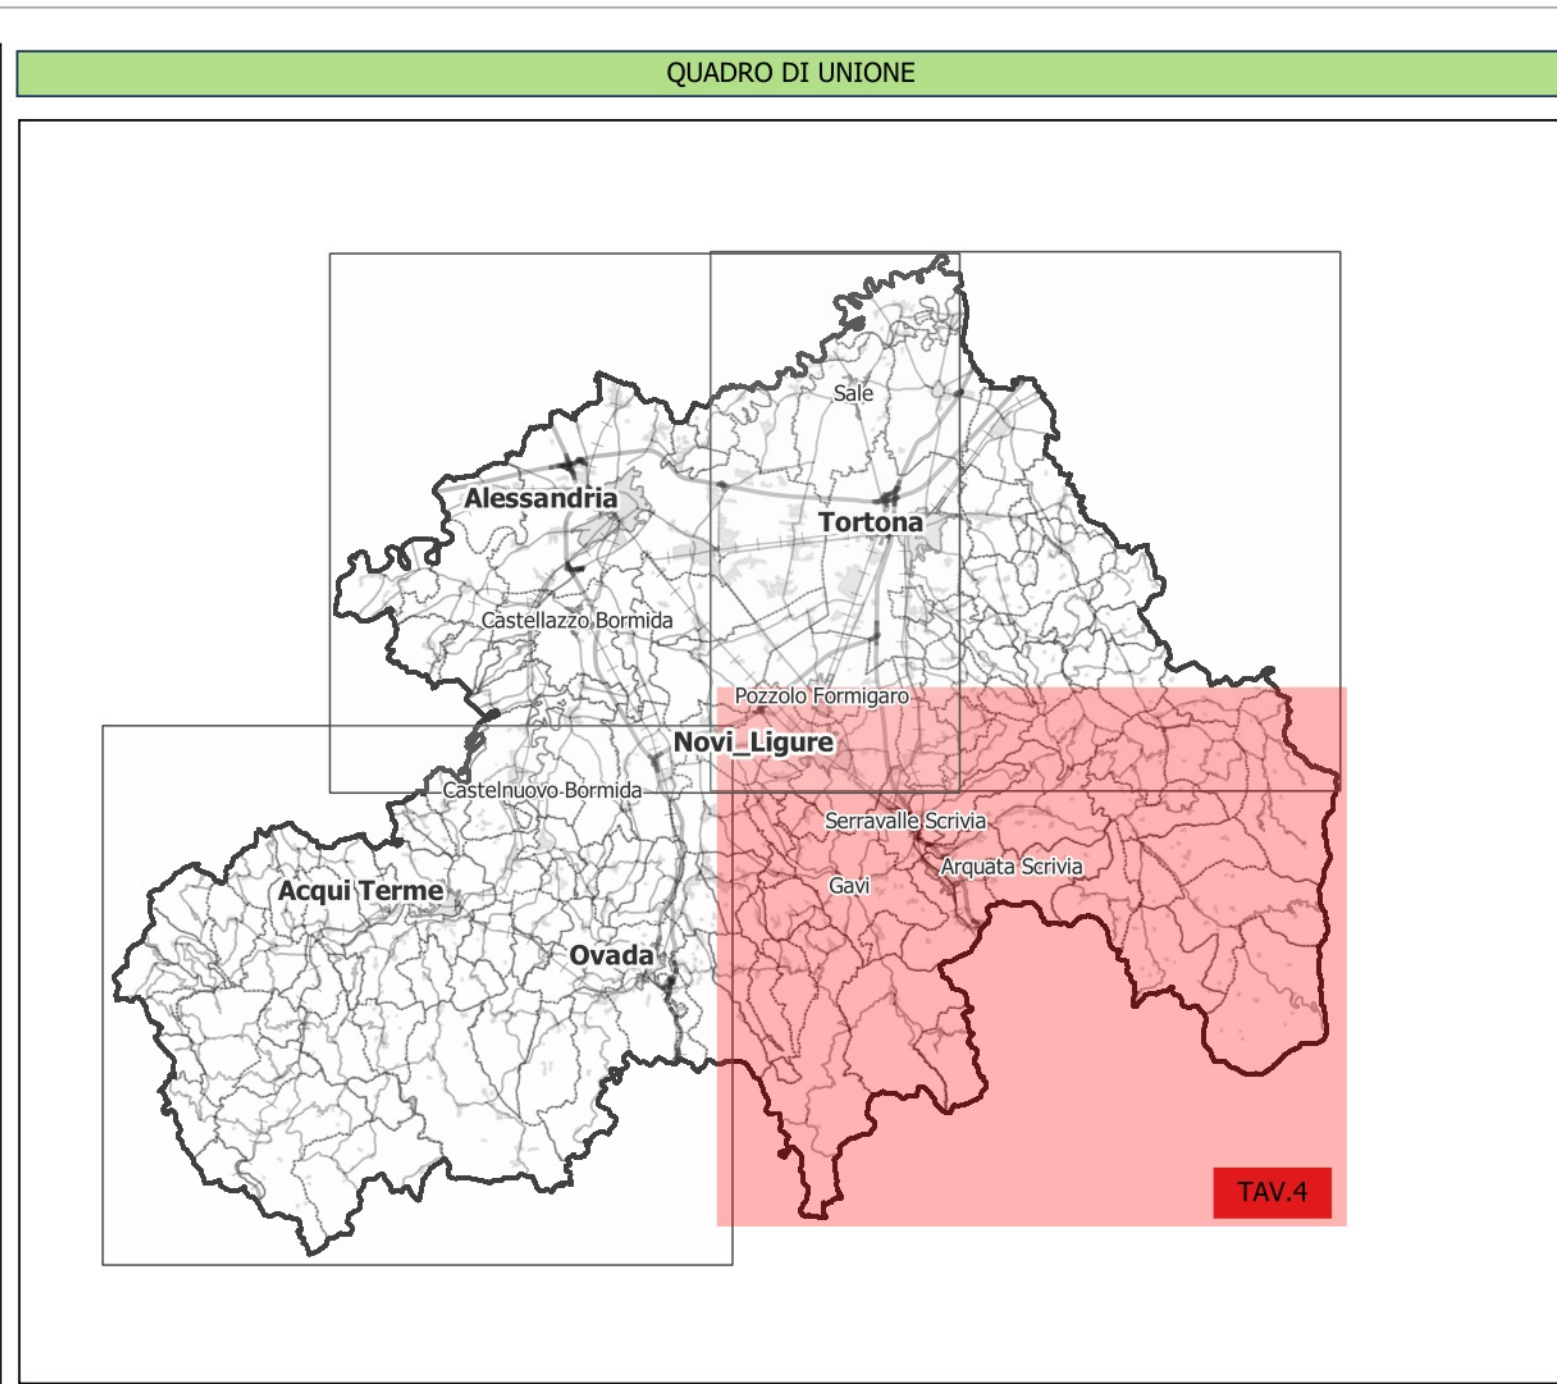 QUADRO DI UNIONE
Sale
Alessandria
Tortona
Castellazzo Bormida
Pozzolo Formigaro
Novi_Ligure
Castelnuovo Bormida
Serravalle Scrivia
Arquata Scrivia
Gavi
Acqui Terme
Ovada
TAV.4